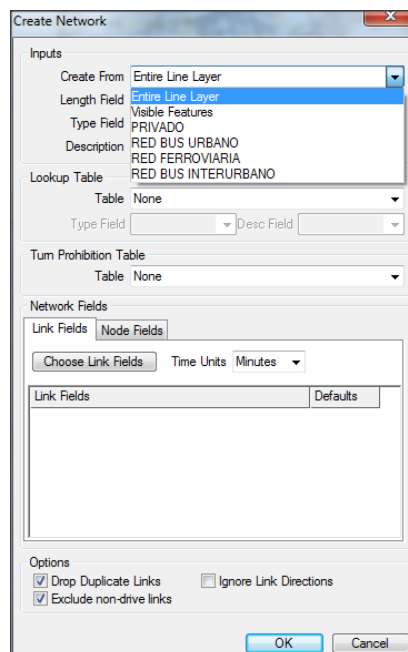 Create Network
Inputs
Create From Entire Line Layer
Length Field Entire Line Layer
Visible Features
Type Field PRIVADO
Description RED BUS URBANO
RED FERROVIARIA
RED BUS INTERURBANO
Lookup Table
Table None
Type Field Desc Field
Turn Prohibition Table
Table None
Network Fields
Link Fields Node Fields
Choose Link Fields Time Units Minutes
Link Fields Defaults
Options
Drop Duplicate Links Ignore Link Directions
Exclude non-drive links
OK Cancel